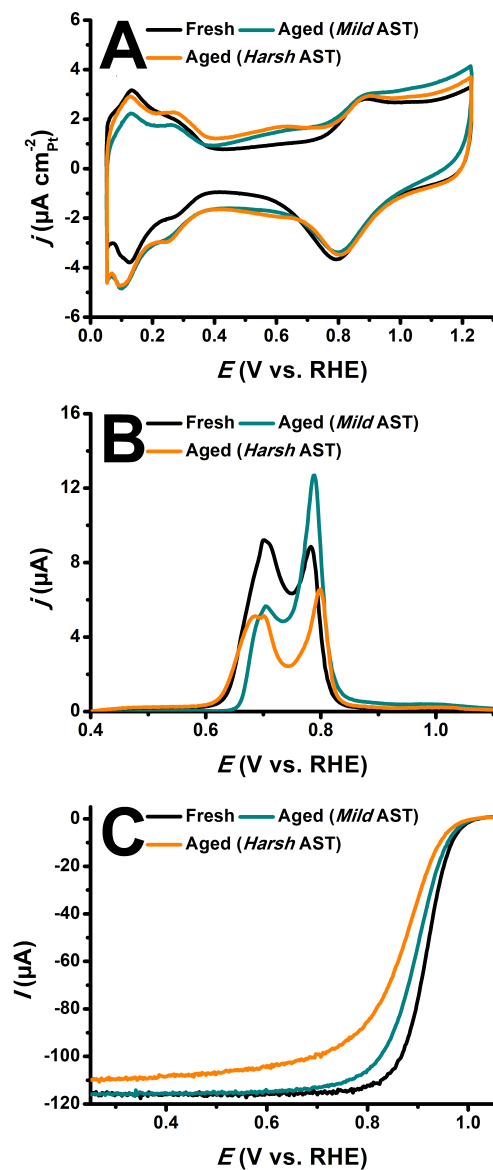 A
Fresh Aged (Mild AST)
Aged (Harsh AST)
6
4
2
0
-2
-4
-6
j (µA cm⁻²Pt)
0.0 0.2 0.4 0.6 0.8 1.0 1.2
E (V vs. RHE)
B
Fresh Aged (Mild AST)
Aged (Harsh AST)
16
12
8
4
0
j (µA)
0.4 0.6 0.8 1.0
E (V vs. RHE)
C
Fresh Aged (Mild AST)
Aged (Harsh AST)
0
-20
-40
-60
-80
-100
-120
I (µA)
0.4 0.6 0.8 1.0
E (V vs. RHE)